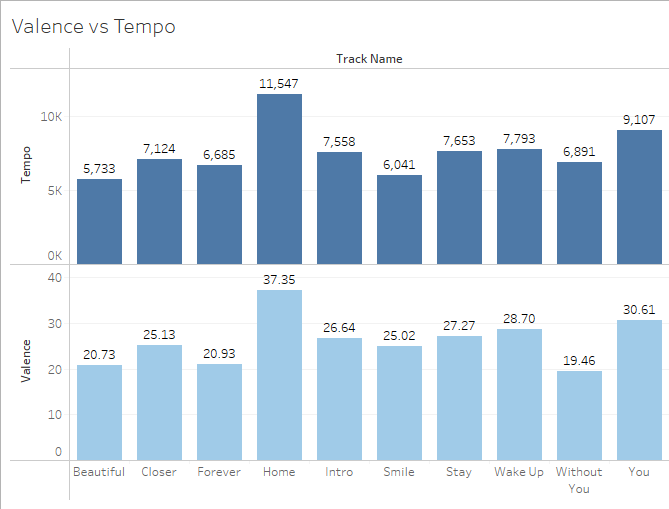 Valence vs Tempo
Track Name
Tempo
10K
5K
0K
5,733
7,124
6,685
11,547
7,558
6,041
7,653
7,793
6,891
9,107
Valence
40
30
20
10
0
20.73
25.13
20.93
37.35
26.64
25.02
27.27
28.70
19.46
30.61
Beautiful
Closer
Forever
Home
Intro
Smile
Stay
Wake Up
Without
You
You